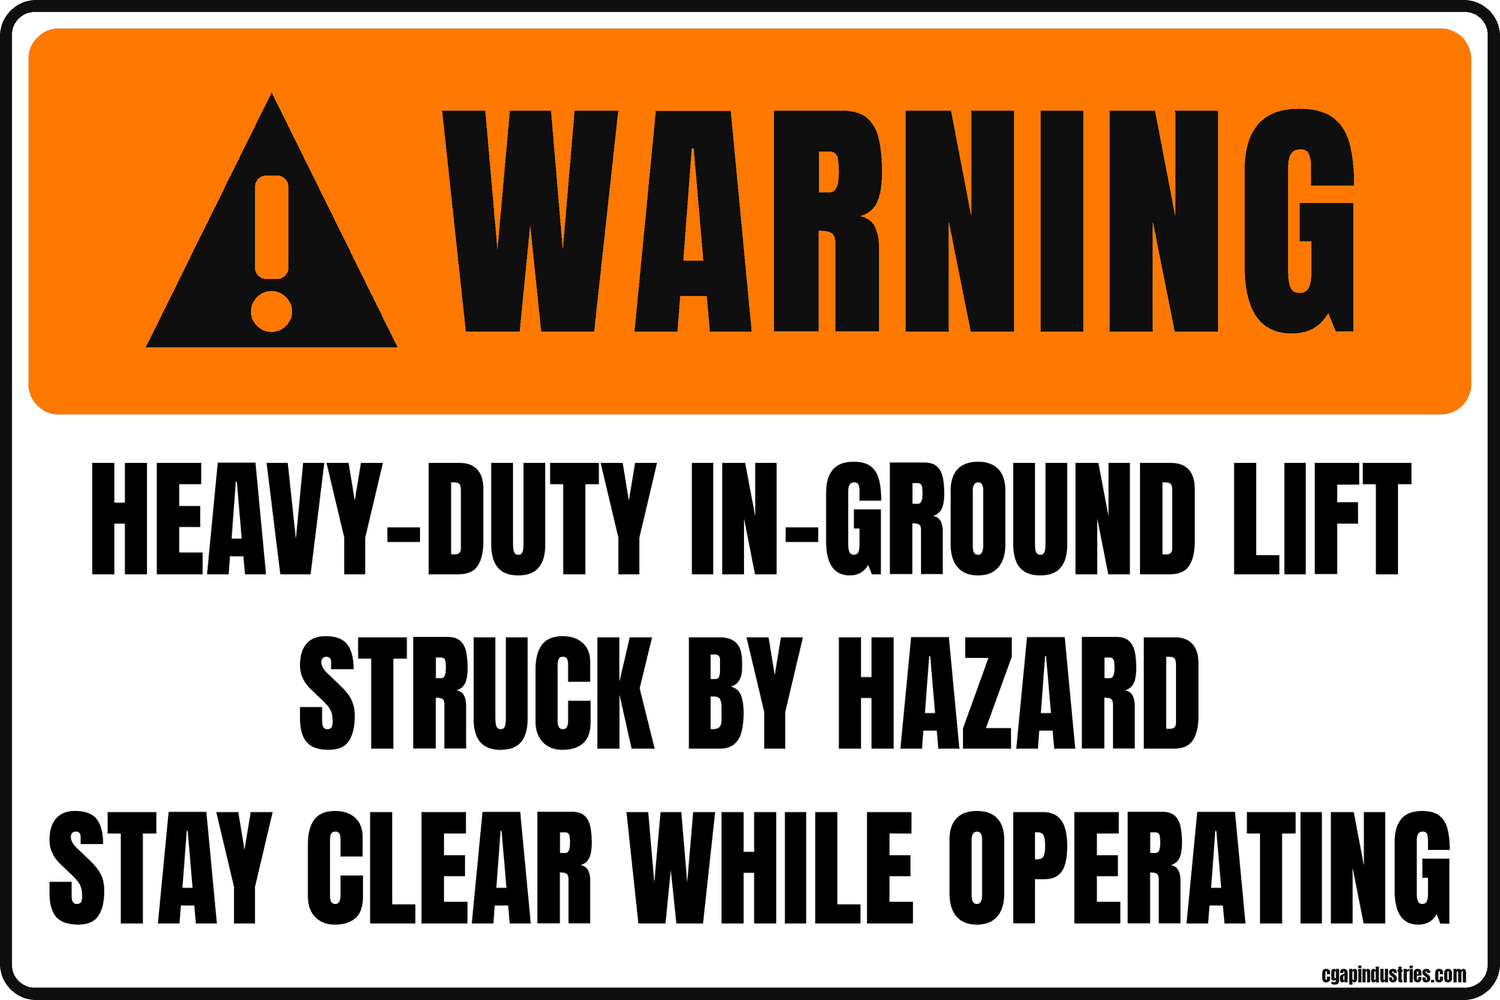 WARNING
HEAVY-DUTY IN-GROUND LIFT
STRUCK BY HAZARD
STAY CLEAR WHILE OPERATING
cgapindustries.com